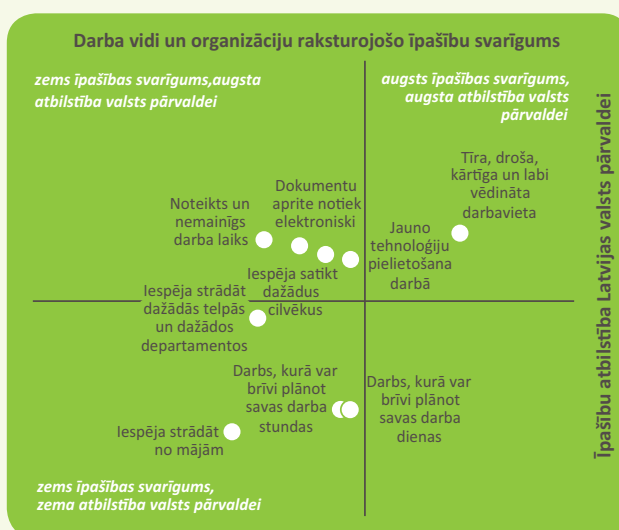 Darba vidi un organizāciju raksturojošo īpašību svarīgums
zems īpašības svarīgums,augsta
atbilstība valsts pārvaldei
augsts īpašības svarīgums,
augsta atbilstība valsts
pārvaldei
Tīra, droša,
kārtīga un labi
vēdināta
darbavieta
Dokumentu
aprite notiek
elektroniski
Noteikts un
nemainīgs
darba laiks
Jauno
tehnoloģiju
pielietošana
darbā
Iespēja satikt
dažādus
cilvēkus
Iespēja strādāt
dažādās telpās
un dažādos
departamentos
Darbs, kurā var
brīvi plānot
savas darba
stundas
Darbs, kurā var
brīvi plānot
savas darba
dienas
Iespēja strādāt
no mājām
zems īpašības svarīgums,
zema atbilstība valsts pārvaldei
Īpašību atbilstība Latvijas valsts pārvaldei